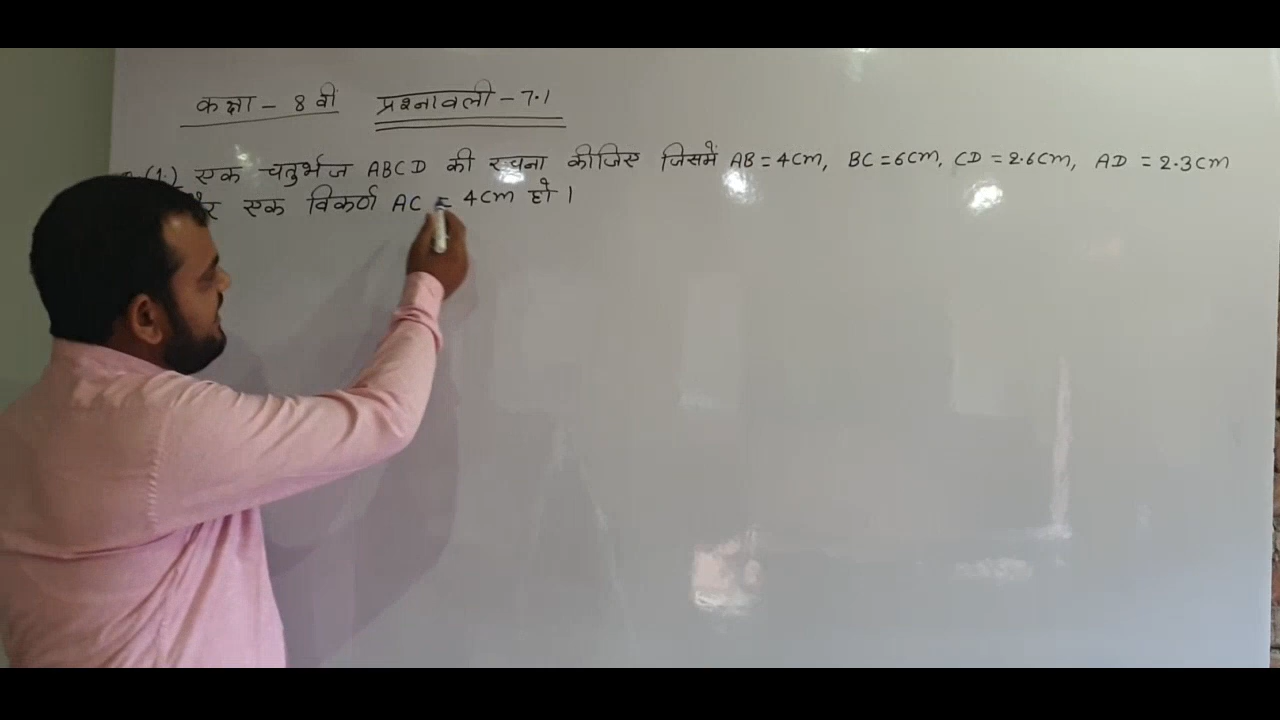 कक्षा - 8 वीं प्रश्नावली - 7.1
(1.) एक चतुर्भज ABCD की रचना कीजिए जिसमें AB = 4cm, BC = 6cm, CD = 2.6cm, AD = 2.3cm
एक विकर्ण AC = 4cm हो ।